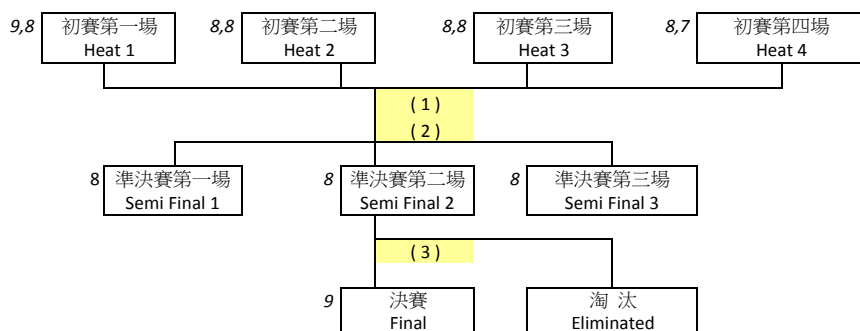 9,8 初賽第一場 8,8 初賽第二場 8,8 初賽第三場 8,7 初賽第四場
Heat 1 Heat 2 Heat 3 Heat 4
( 1 )
( 2 )
8 準決賽第一場 8 準決賽第二場 8 準決賽第三場
Semi Final 1 Semi Final 2 Semi Final 3
( 3 )
9 決賽 淘 汰
Final Eliminated